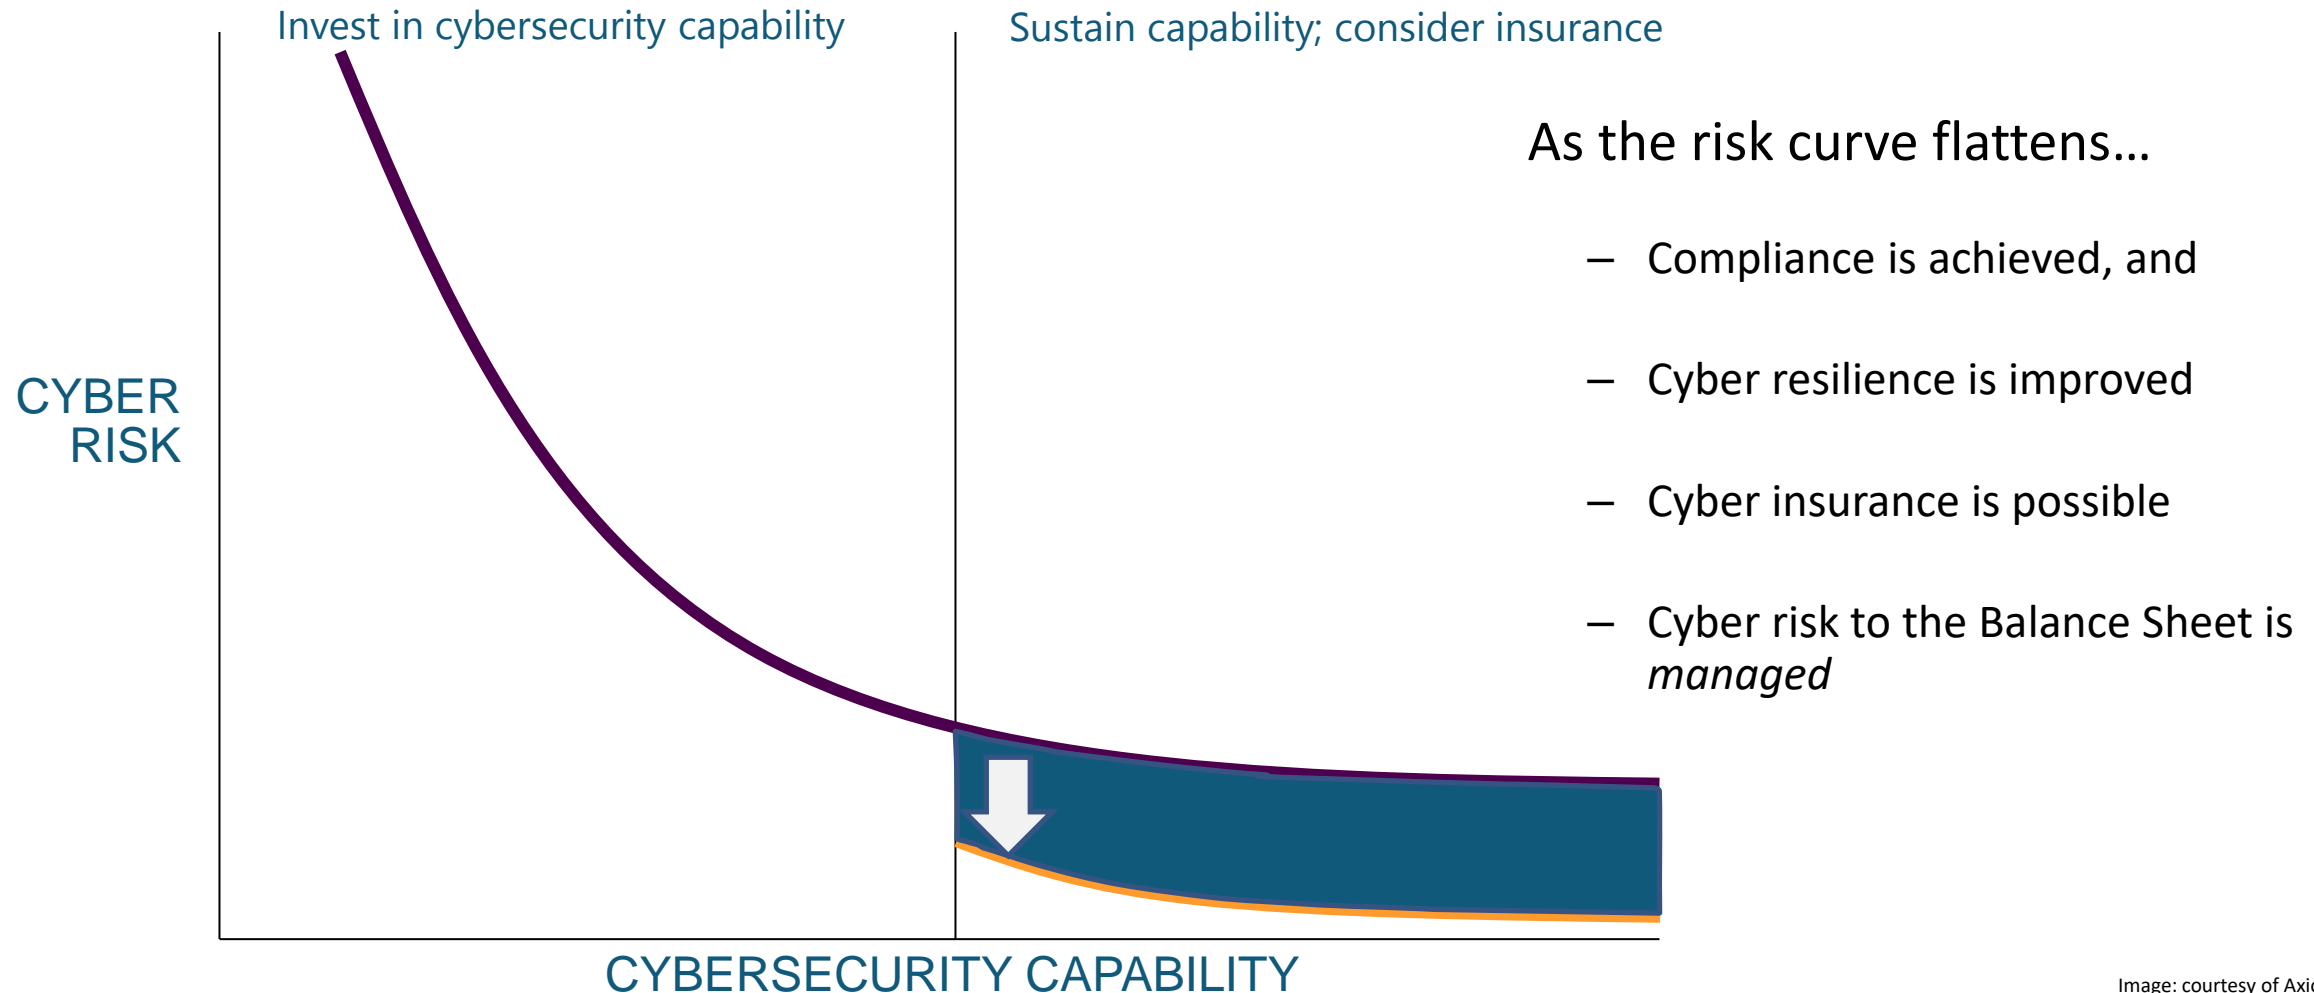 Invest in cybersecurity capability
Sustain capability; consider insurance
As the risk curve flattens…
– Compliance is achieved, and
– Cyber resilience is improved
– Cyber insurance is possible
– Cyber risk to the Balance Sheet is
managed
CYBER
RISK
CYBERSECURITY CAPABILITY
Image: courtesy of